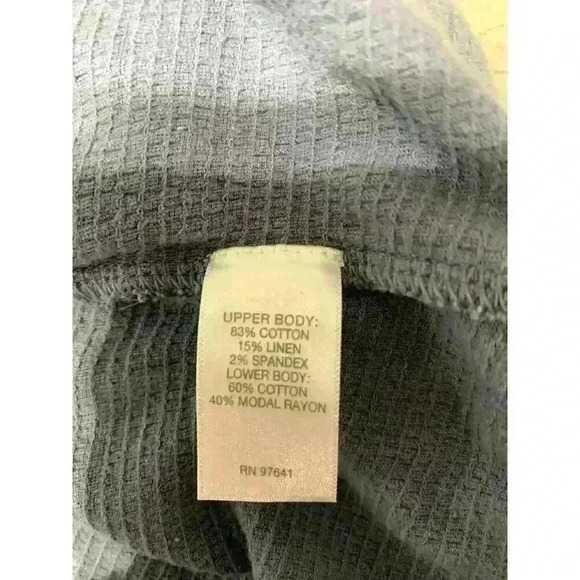 UPPER BODY:
83% COTTON
15% LINEN
2% SPANDEX
LOWER BODY:
60% COTTON
40% MODAL RAYON
RN 97641